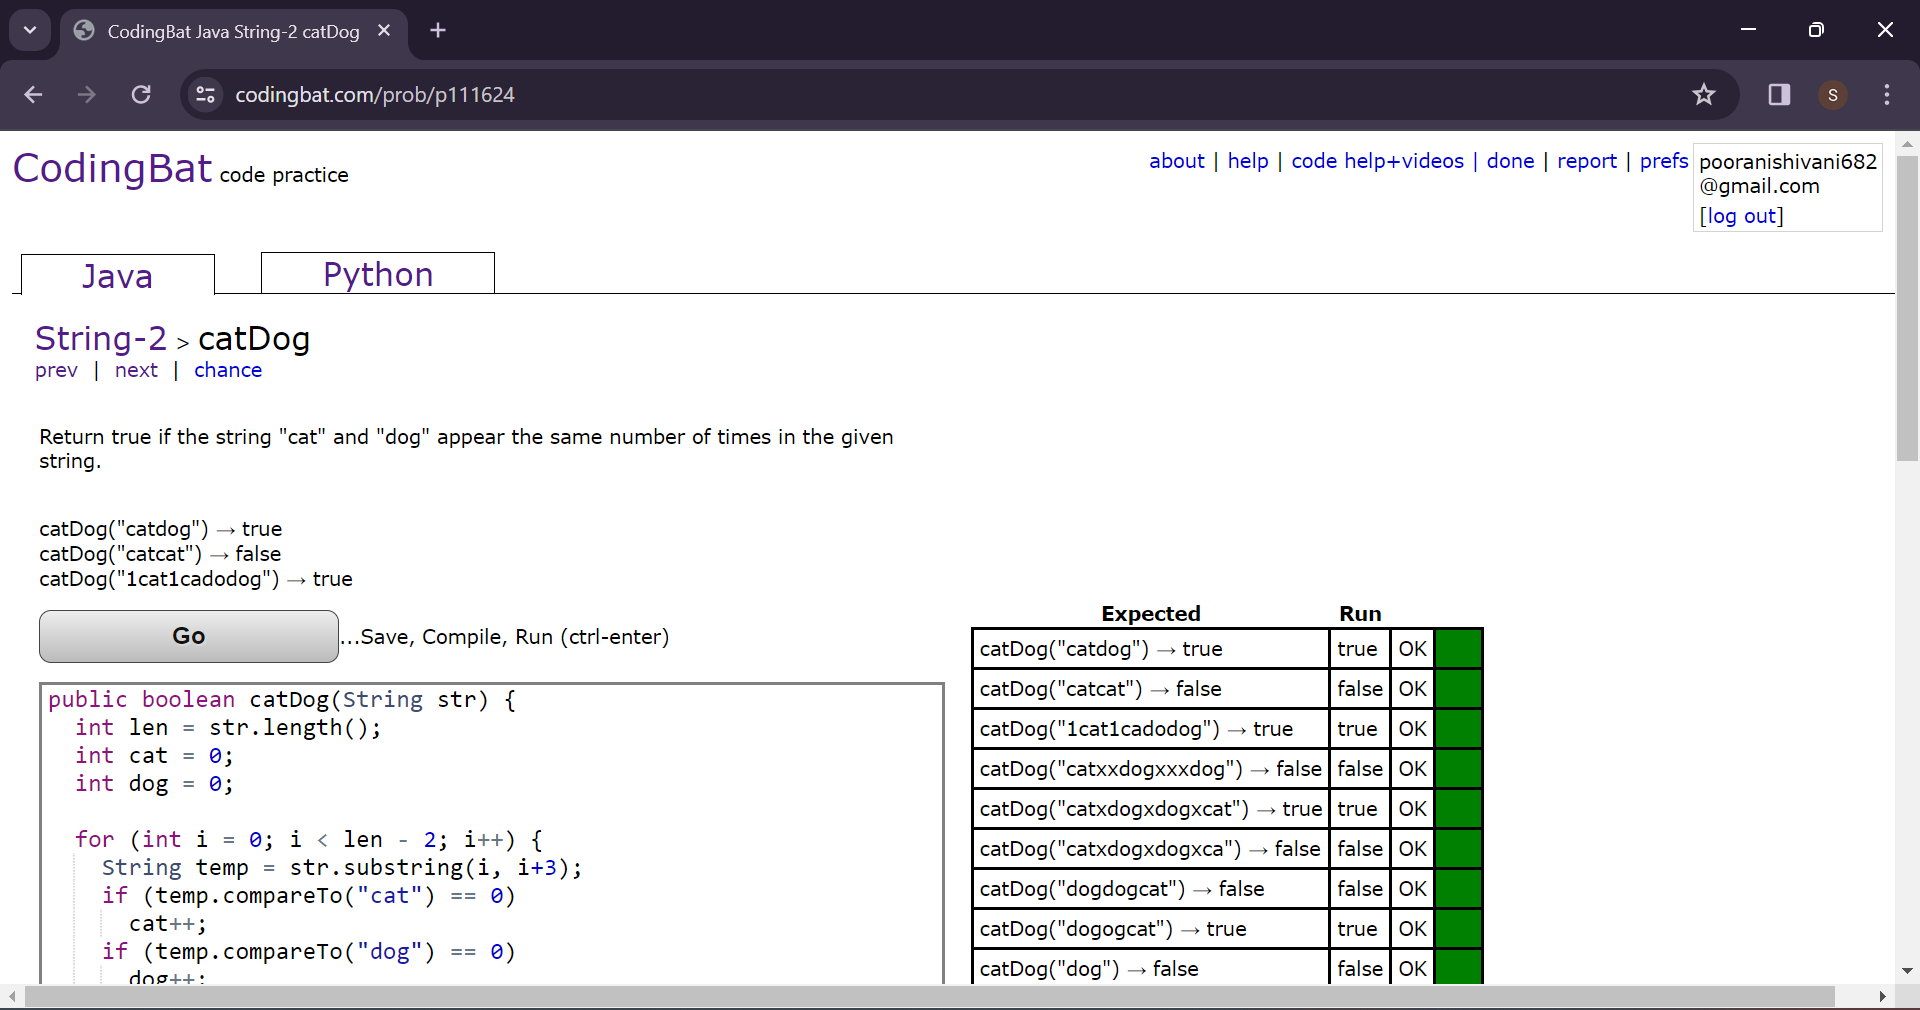 CodingBat Java String-2 catDog
codingbat.com/prob/p111624
S
CodingBat code practice
about | help | code help+videos | done | report | prefs
pooranishivani682
@gmail.com
[log out]
Java
Python
String-2 > catDog
prev | next | chance
Return true if the string "cat" and "dog" appear the same number of times in the given
string.
catDog("catdog") → true
catDog("catcat") → false
catDog("1cat1cadodog") → true
Go ...Save, Compile, Run (ctrl-enter)
public boolean catDog(String str) {
  int len = str.length();
  int cat = 0;
  int dog = 0;
  for (int i = 0; i < len - 2; i++) {
    String temp = str.substring(i, i+3);
    if (temp.compareTo("cat") == 0)
      cat++;
    if (temp.compareTo("dog") == 0)
      dog++;
Expected Run
catDog("catdog") → true true OK
catDog("catcat") → false false OK
catDog("1cat1cadodog") → true true OK
catDog("catxxdogxxxdog") → false false OK
catDog("catxdogxdogxcat") → true true OK
catDog("catxdogxdogxca") → false false OK
catDog("dogdogcat") → false false OK
catDog("dogogcat") → true true OK
catDog("dog") → false false OK